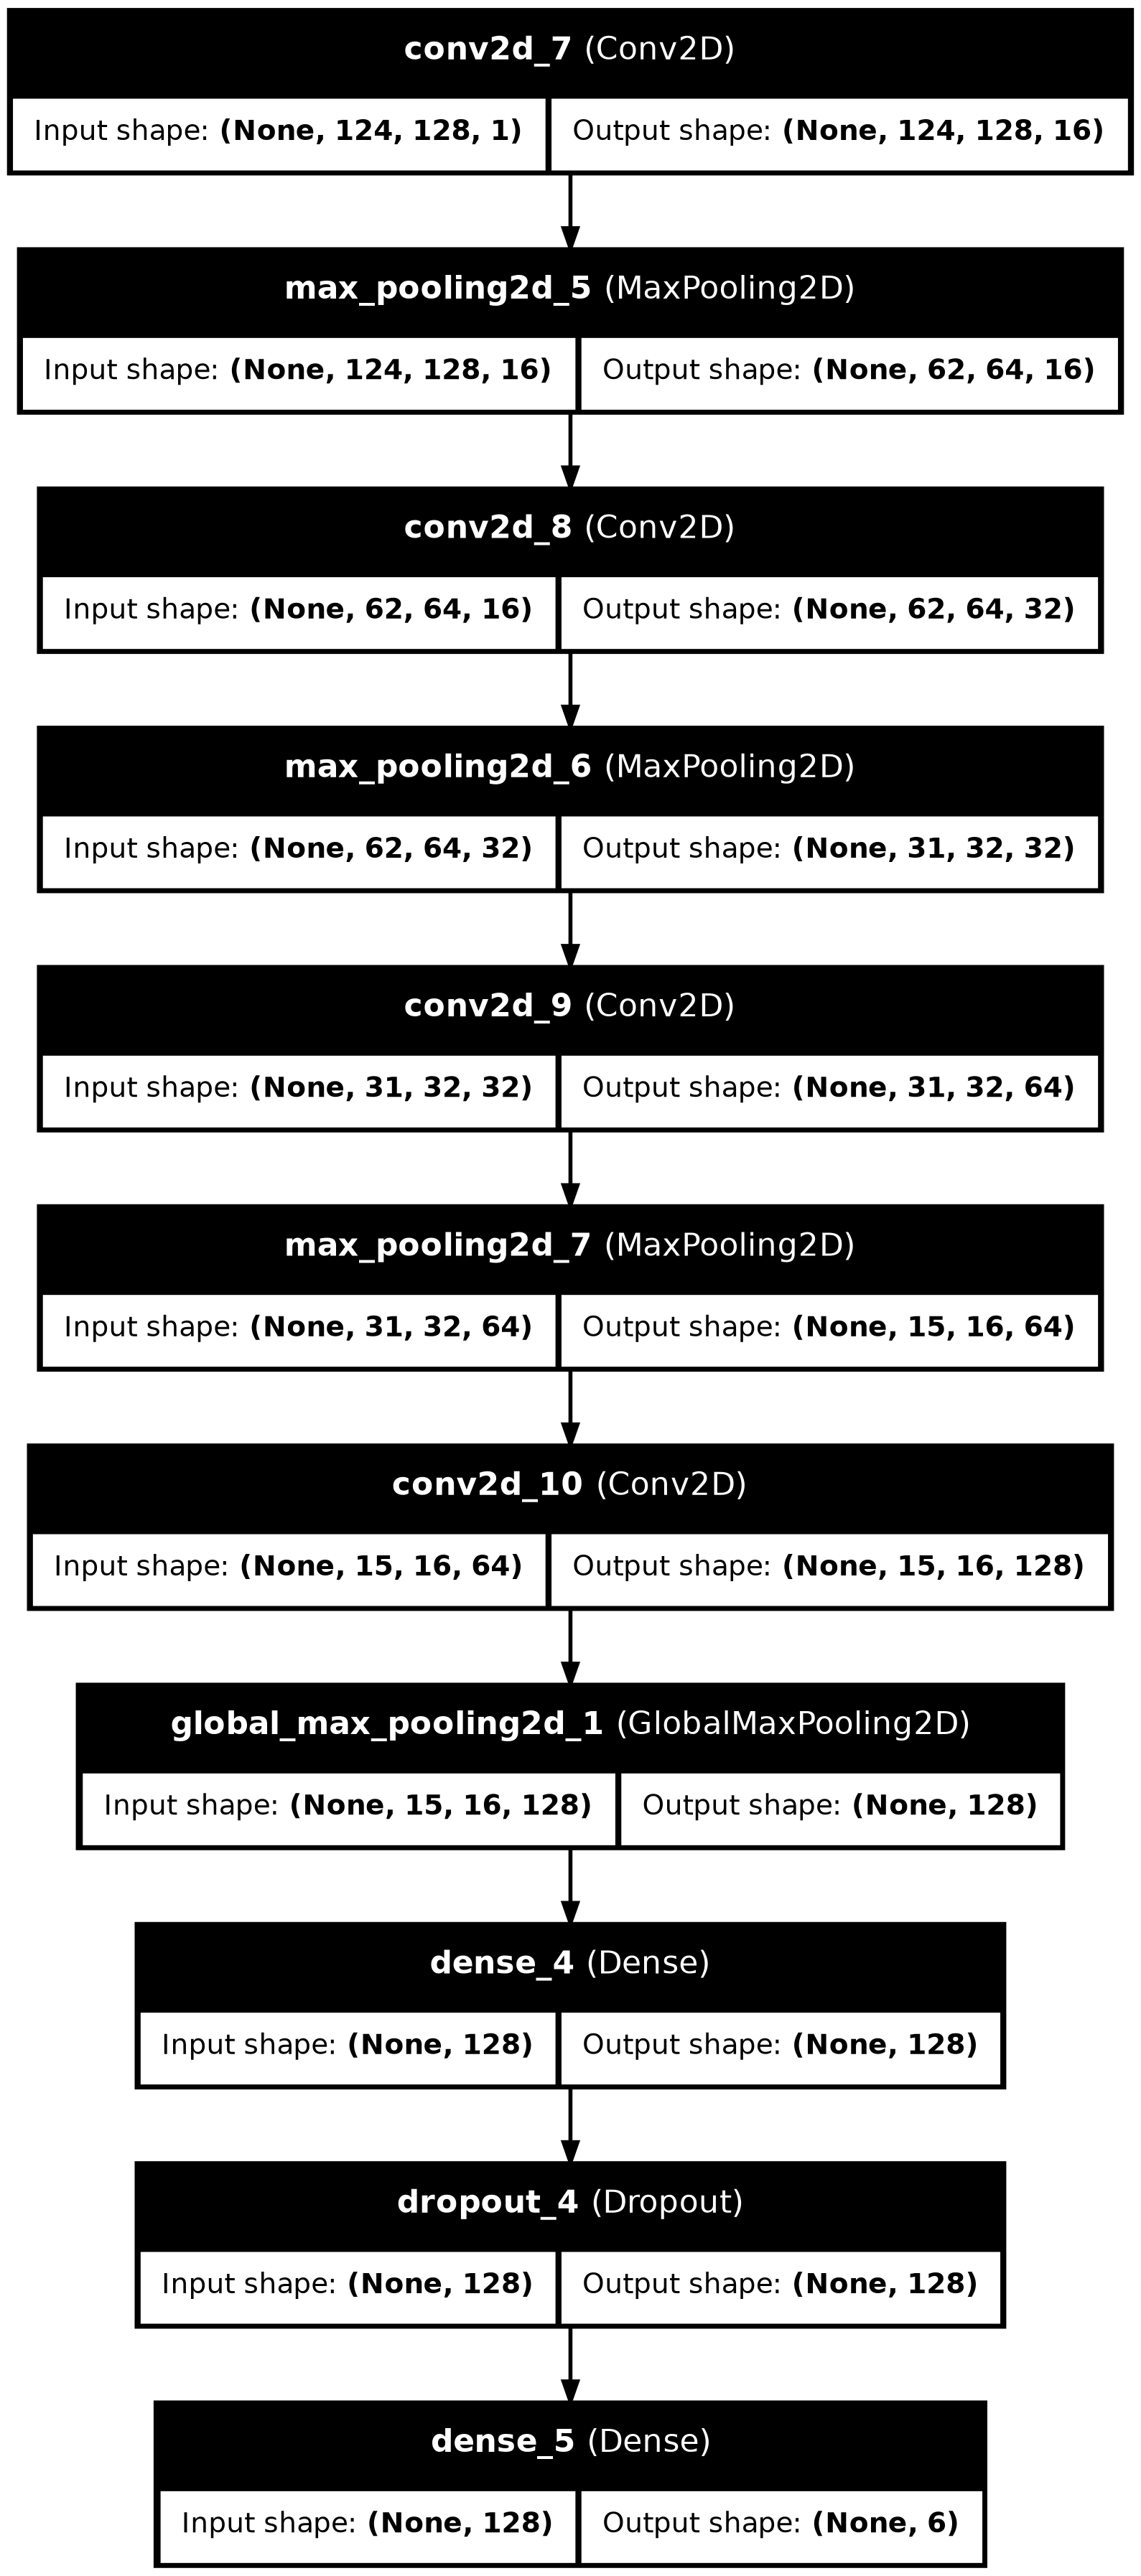 conv2d_7 (Conv2D)
Input shape: (None, 124, 128, 1) Output shape: (None, 124, 128, 16)
max_pooling2d_5 (MaxPooling2D)
Input shape: (None, 124, 128, 16) Output shape: (None, 62, 64, 16)
conv2d_8 (Conv2D)
Input shape: (None, 62, 64, 16) Output shape: (None, 62, 64, 32)
max_pooling2d_6 (MaxPooling2D)
Input shape: (None, 62, 64, 32) Output shape: (None, 31, 32, 32)
conv2d_9 (Conv2D)
Input shape: (None, 31, 32, 32) Output shape: (None, 31, 32, 64)
max_pooling2d_7 (MaxPooling2D)
Input shape: (None, 31, 32, 64) Output shape: (None, 15, 16, 64)
conv2d_10 (Conv2D)
Input shape: (None, 15, 16, 64) Output shape: (None, 15, 16, 128)
global_max_pooling2d_1 (GlobalMaxPooling2D)
Input shape: (None, 15, 16, 128) Output shape: (None, 128)
dense_4 (Dense)
Input shape: (None, 128) Output shape: (None, 128)
dropout_4 (Dropout)
Input shape: (None, 128) Output shape: (None, 128)
dense_5 (Dense)
Input shape: (None, 128) Output shape: (None, 6)